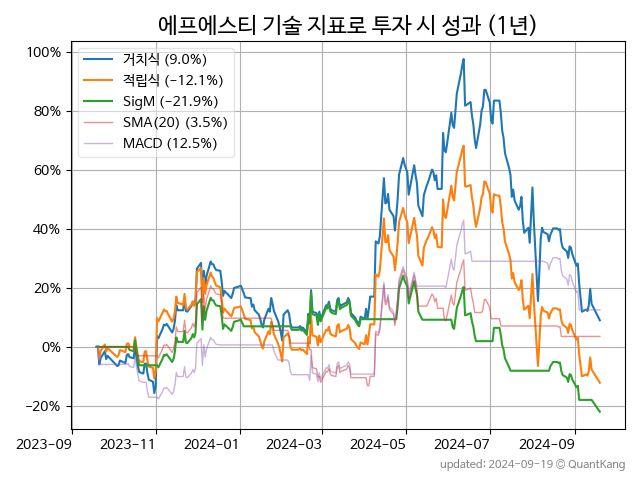 에프에스티 기술 지표로 투자 시 성과 (1년)
100%
80%
60%
40%
20%
0%
−20%
거치식 (9.0%)
적립식 (−12.1%)
SigM (−21.9%)
SMA(20) (3.5%)
MACD (12.5%)
2023-09
2023-11
2024-01
2024-03
2024-05
2024-07
2024-09
updated: 2024-09-19 © QuantKang